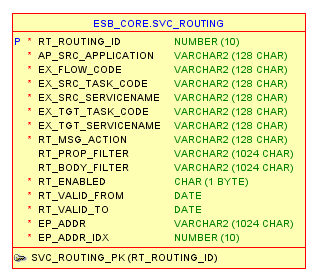 ESB_CORE.SVC_ROUTING
P * RT_ROUTING_ID NUMBER (10)
* AP_SRC_APPLICATION VARCHAR2 (128 CHAR)
* EX_FLOW_CODE VARCHAR2 (128 CHAR)
* EX_SRC_TASK_CODE VARCHAR2 (128 CHAR)
* EX_SRC_SERVICENAME VARCHAR2 (128 CHAR)
* EX_TGT_TASK_CODE VARCHAR2 (128 CHAR)
* EX_TGT_SERVICENAME VARCHAR2 (128 CHAR)
* RT_MSG_ACTION VARCHAR2 (128 CHAR)
RT_PROP_FILTER VARCHAR2 (1024 CHAR)
RT_BODY_FILTER VARCHAR2 (1024 CHAR)
* RT_ENABLED CHAR (1 BYTE)
* RT_VALID_FROM DATE
* RT_VALID_TO DATE
* EP_ADDR VARCHAR2 (1024 CHAR)
* EP_ADDR_IDX NUMBER (10)
SVC_ROUTING_PK (RT_ROUTING_ID)